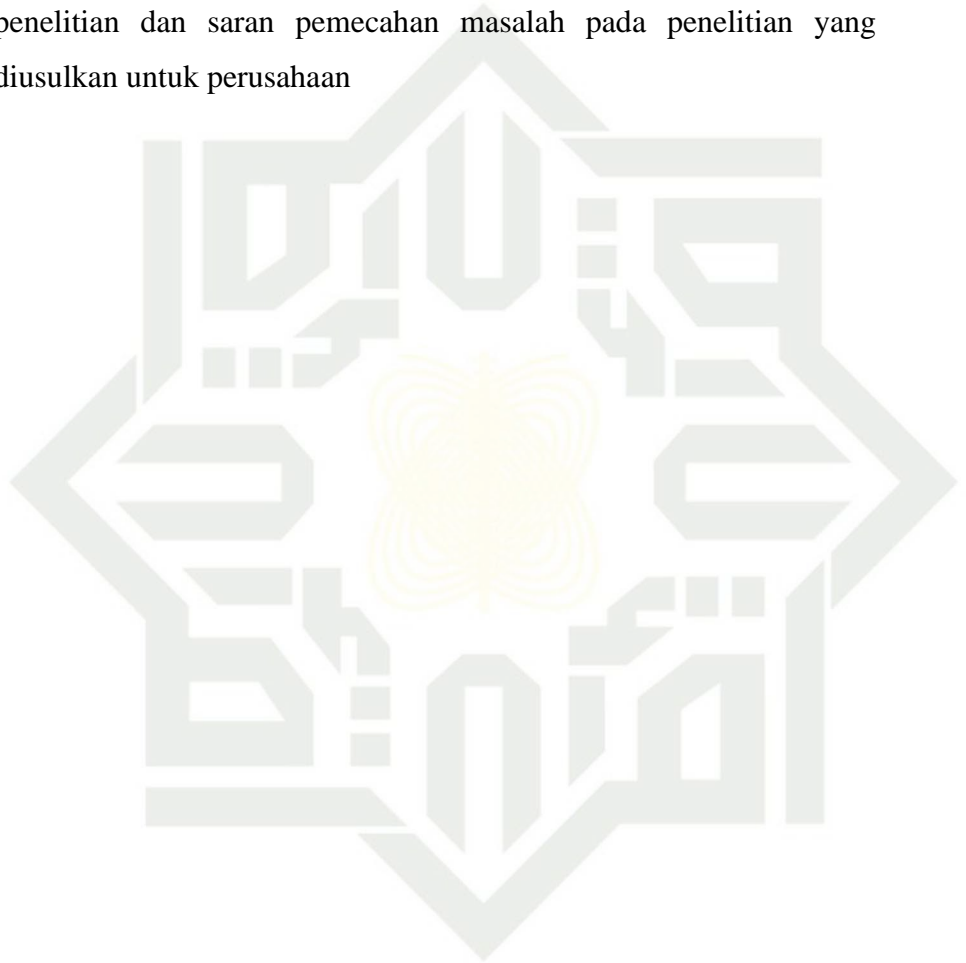 penelitian dan saran pemecahan masalah pada penelitian yang
diusulkan untuk perusahaan